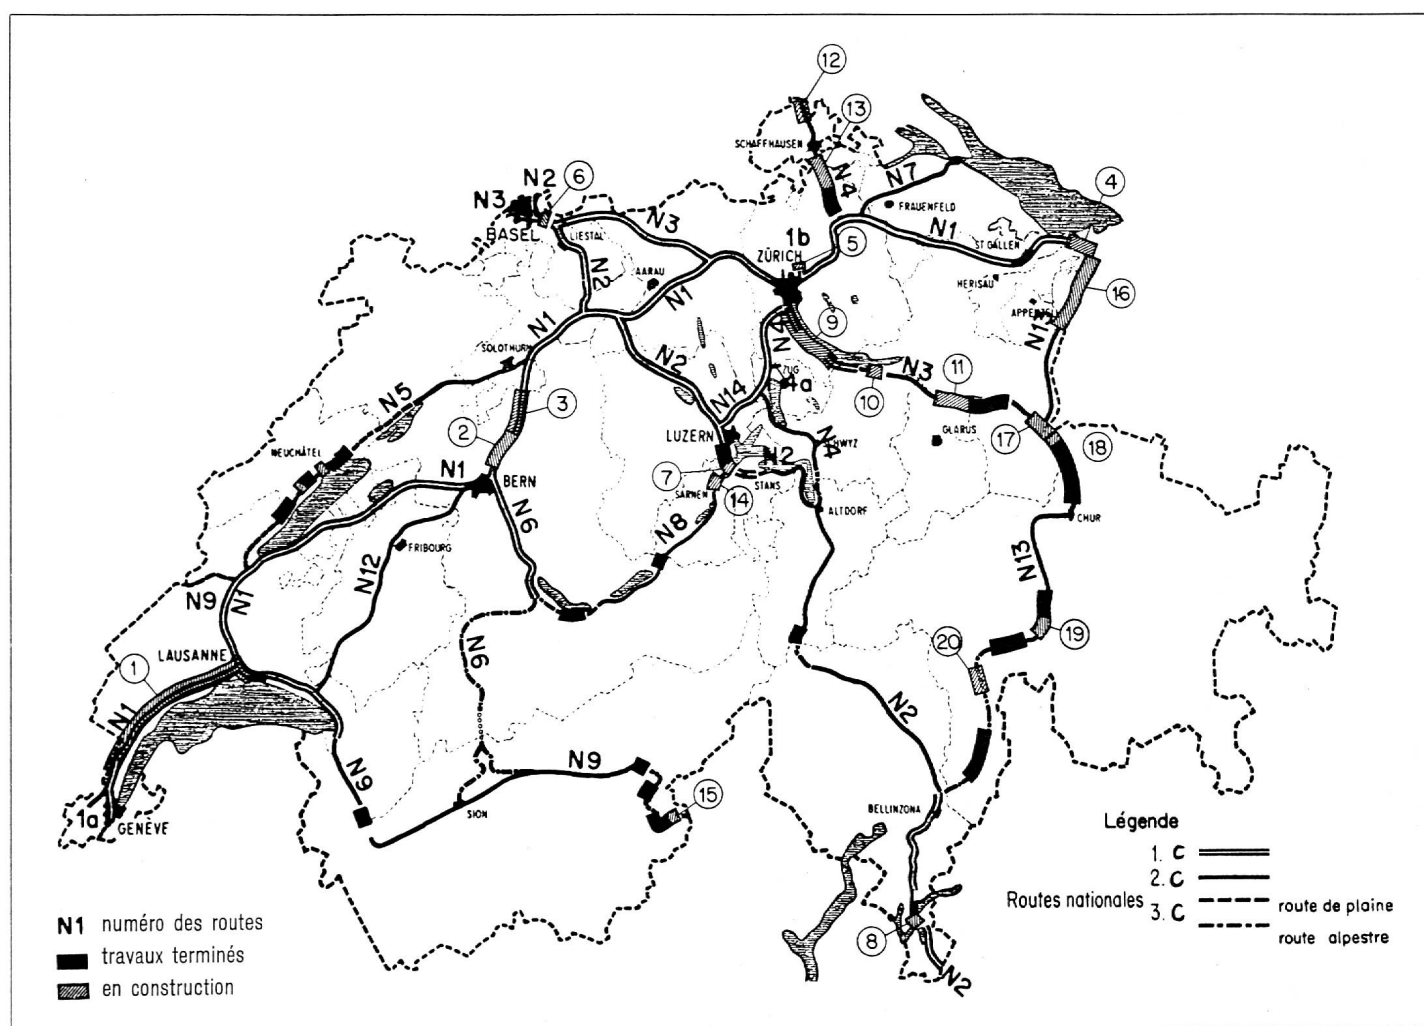 12
13
SCHAFFHAUSEN
N4
N7
4
N2
6
N3
FRAUENFELD
N3
N1
BASEL
LIESTAL
1b
5
ST GALLEN
ZÜRICH
N2
AARAU
HERISAU
16
N1
APPENZELL
N1
9
N13
SOLOTHURN
N4
N2
N3
ZUG
4a
11
N5
N14
10
3
2
LUZERN
GLARUS
17
18
NEUCHÂTEL
SCHWYZ
N4
N1
BERN
7
N2
STANS
SARNEN
14
N6
ALTDORF
CHUR
FRIBOURG
N8
N12
N13
N9
N1
19
LAUSANNE
20
1
N6
N1
N2
N9
N9
15
SION
BELLINZONA
1a
GENÈVE
Légende
1. C
2. C
Routes nationales
3. C
route de plaine
route alpestre
8
N2
N1 numéro des routes
travaux terminés
en construction